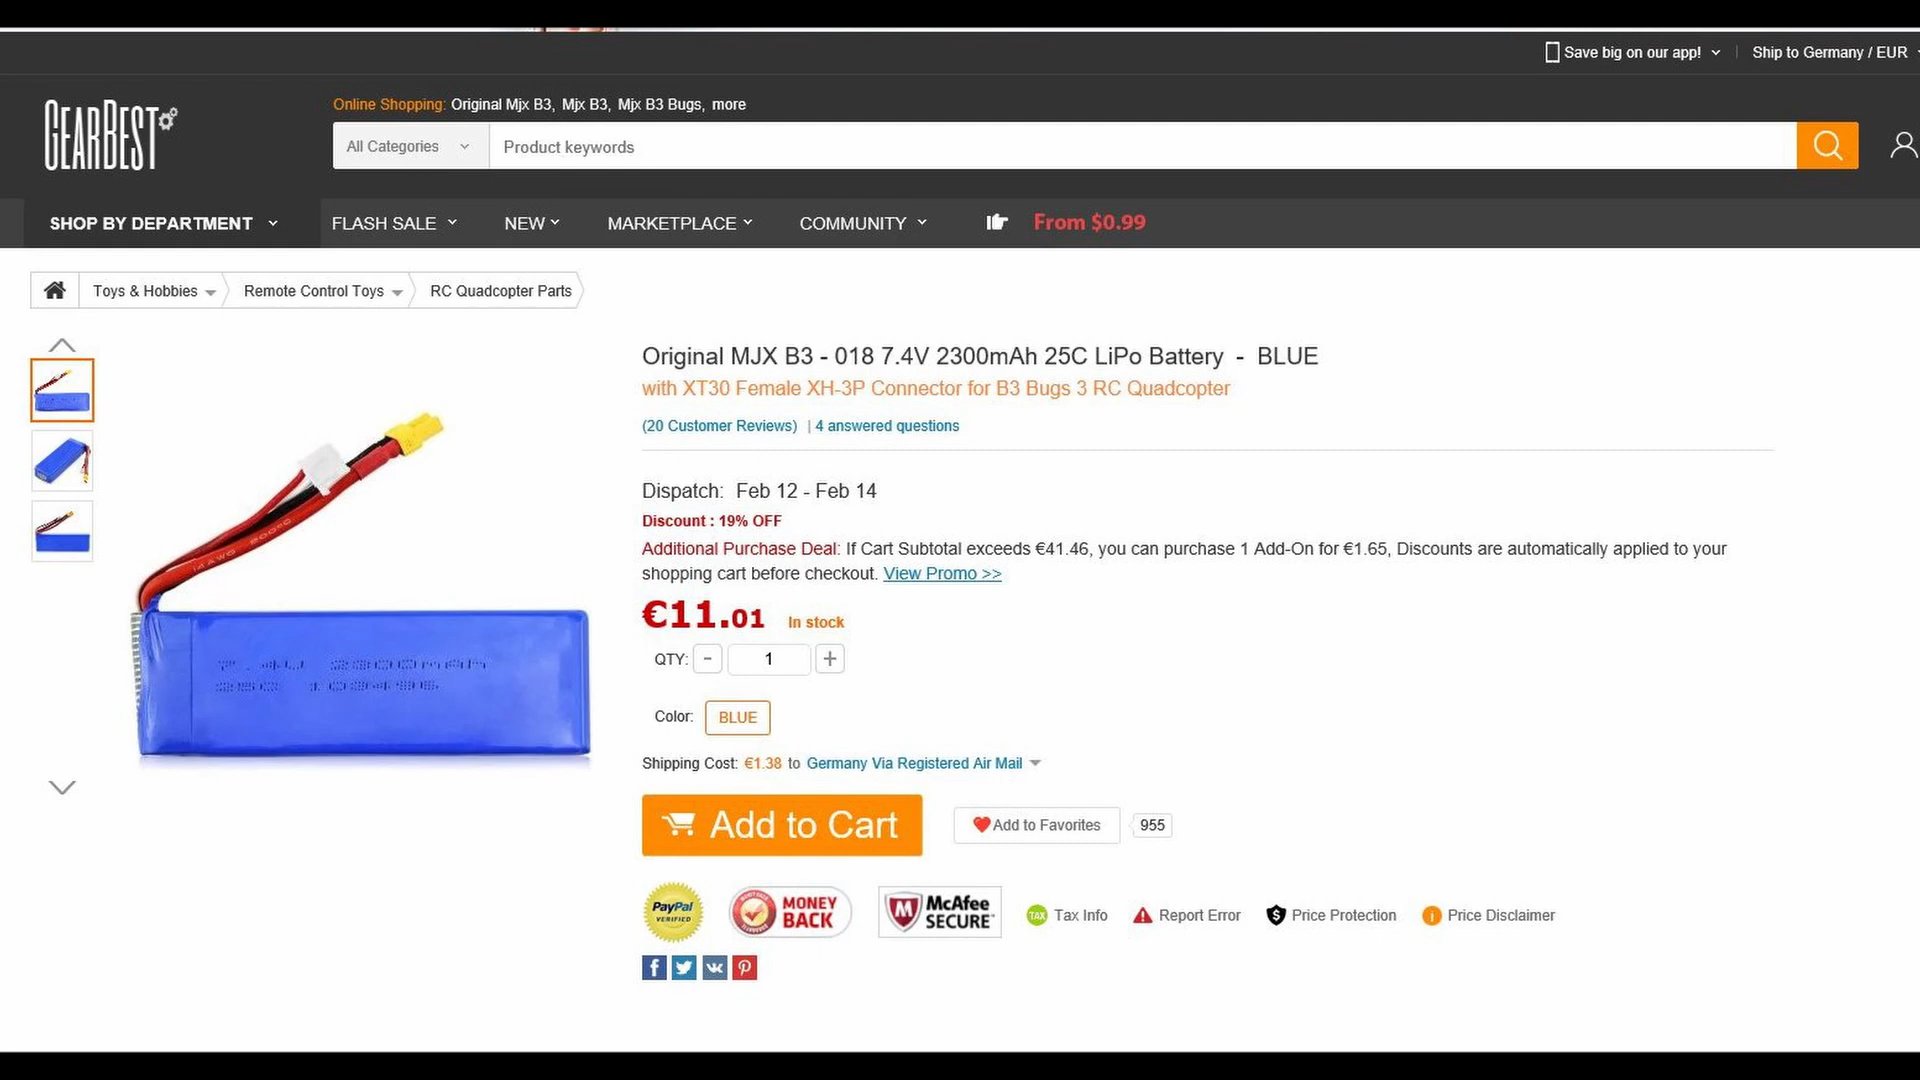 Save big on our app!
Ship to Germany / EUR
GEARBEST
Online Shopping: Original Mjx B3, Mjx B3, Mjx B3 Bugs, more
All Categories
Product keywords
SHOP BY DEPARTMENT
FLASH SALE
NEW
MARKETPLACE
COMMUNITY
From $0.99
Toys & Hobbies
Remote Control Toys
RC Quadcopter Parts
Original MJX B3 - 018 7.4V 2300mAh 25C LiPo Battery - BLUE
with XT30 Female XH-3P Connector for B3 Bugs 3 RC Quadcopter
(20 Customer Reviews) | 4 answered questions
Dispatch: Feb 12 - Feb 14
Discount : 19% OFF
Additional Purchase Deal: If Cart Subtotal exceeds €41.46, you can purchase 1 Add-On for €1.65, Discounts are automatically applied to your
shopping cart before checkout. View Promo >>
€11.01 In stock
QTY: - 1 +
Color: BLUE
Shipping Cost: €1.38 to Germany Via Registered Air Mail
Add to Cart
Add to Favorites
955
PayPal
VERIFIED
MONEY
BACK
McAfee
SECURE
TAX
Tax Info
Report Error
Price Protection
Price Disclaimer
14AWG
7.4V 2300mAh
25C 103496